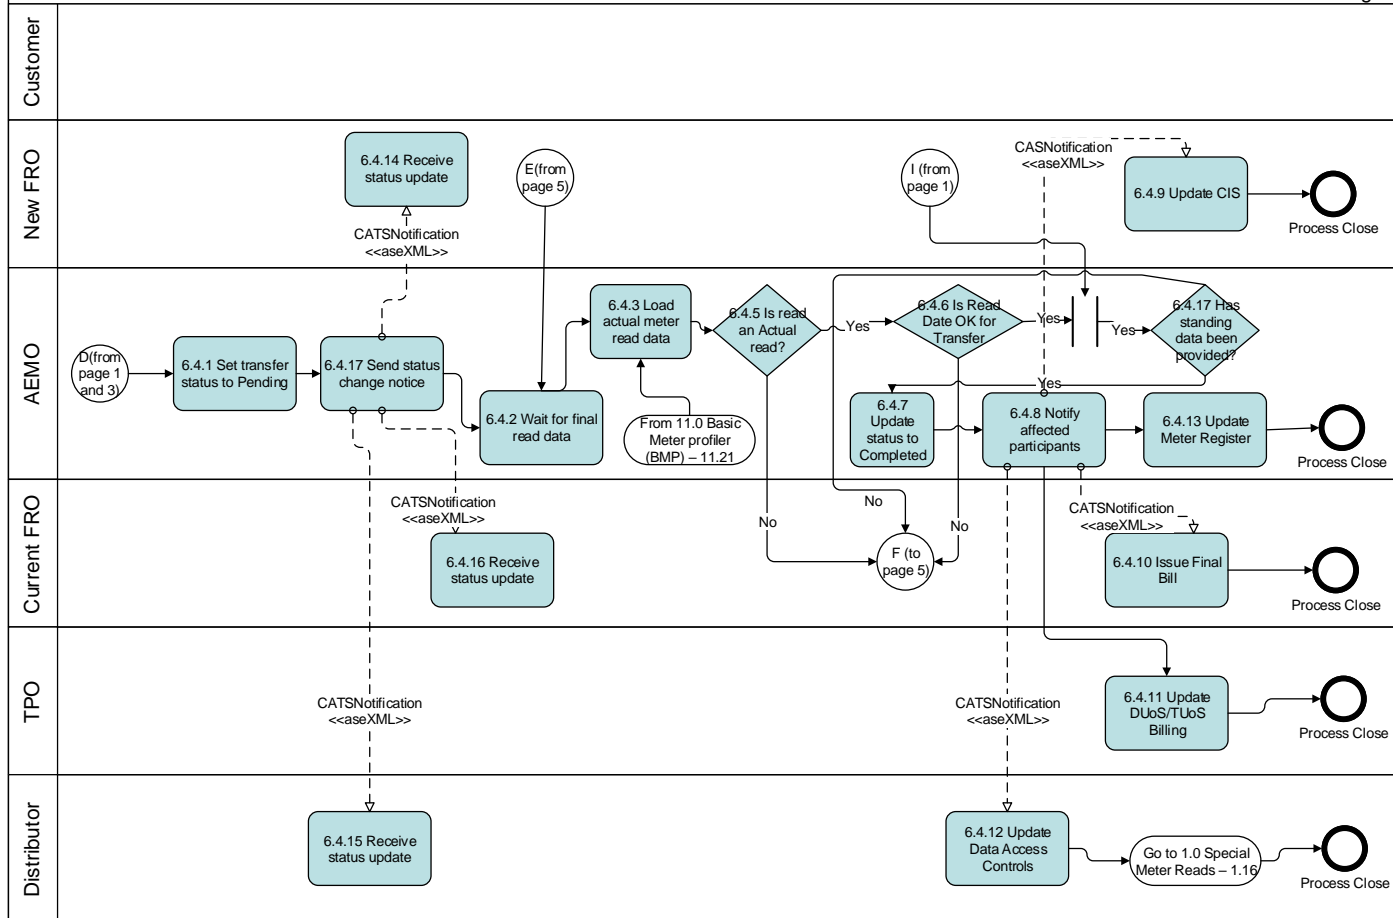 Customer
New FRO
6.4.14 Receive
status update
E(from
page 5)
I (from
page 1)
CASNotification
<<aseXML>>
6.4.9 Update CIS
Process Close
CATSNotification
<<aseXML>>
AEMO
D(from
page 1
and 3)
6.4.1 Set transfer
status to Pending
6.4.17 Send status
change notice
6.4.2 Wait for final
read data
6.4.3 Load
actual meter
read data
From 11.0 Basic
Meter profiler
(BMP) – 11.21
6.4.5 Is read
an Actual
read?
Yes
6.4.6 Is Read
Date OK for
Transfer
Yes
Yes
6.4.17 Has
standing
data been
provided?
Yes
6.4.7
Update
status to
Completed
6.4.8 Notify
affected
participants
6.4.13 Update
Meter Register
Process Close
Current FRO
CATSNotification
<<aseXML>>
6.4.16 Receive
status update
No
No
No
F (to
page 5)
CATSNotification
<<aseXML>>
6.4.10 Issue Final
Bill
Process Close
TPO
CATSNotification
<<aseXML>>
CATSNotification
<<aseXML>>
6.4.11 Update
DUoS/TUoS
Billing
Process Close
Distributor
6.4.15 Receive
status update
6.4.12 Update
Data Access
Controls
Go to 1.0 Special
Meter Reads – 1.16
Process Close